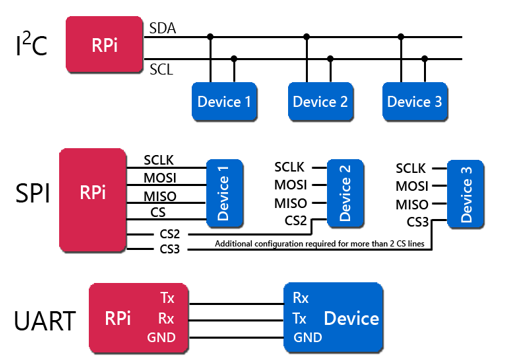 I²C
RPi
SDA
SCL
Device 1
Device 2
Device 3
SPI
RPi
SCLK
MOSI
MISO
CS
CS2
CS3
Device 1
SCLK
MOSI
MISO
CS2
Device 2
SCLK
MOSI
MISO
CS3
Device 3
Additional configuration required for more than 2 CS lines
UART
RPi
Tx
Rx
GND
Rx
Tx
GND
Device